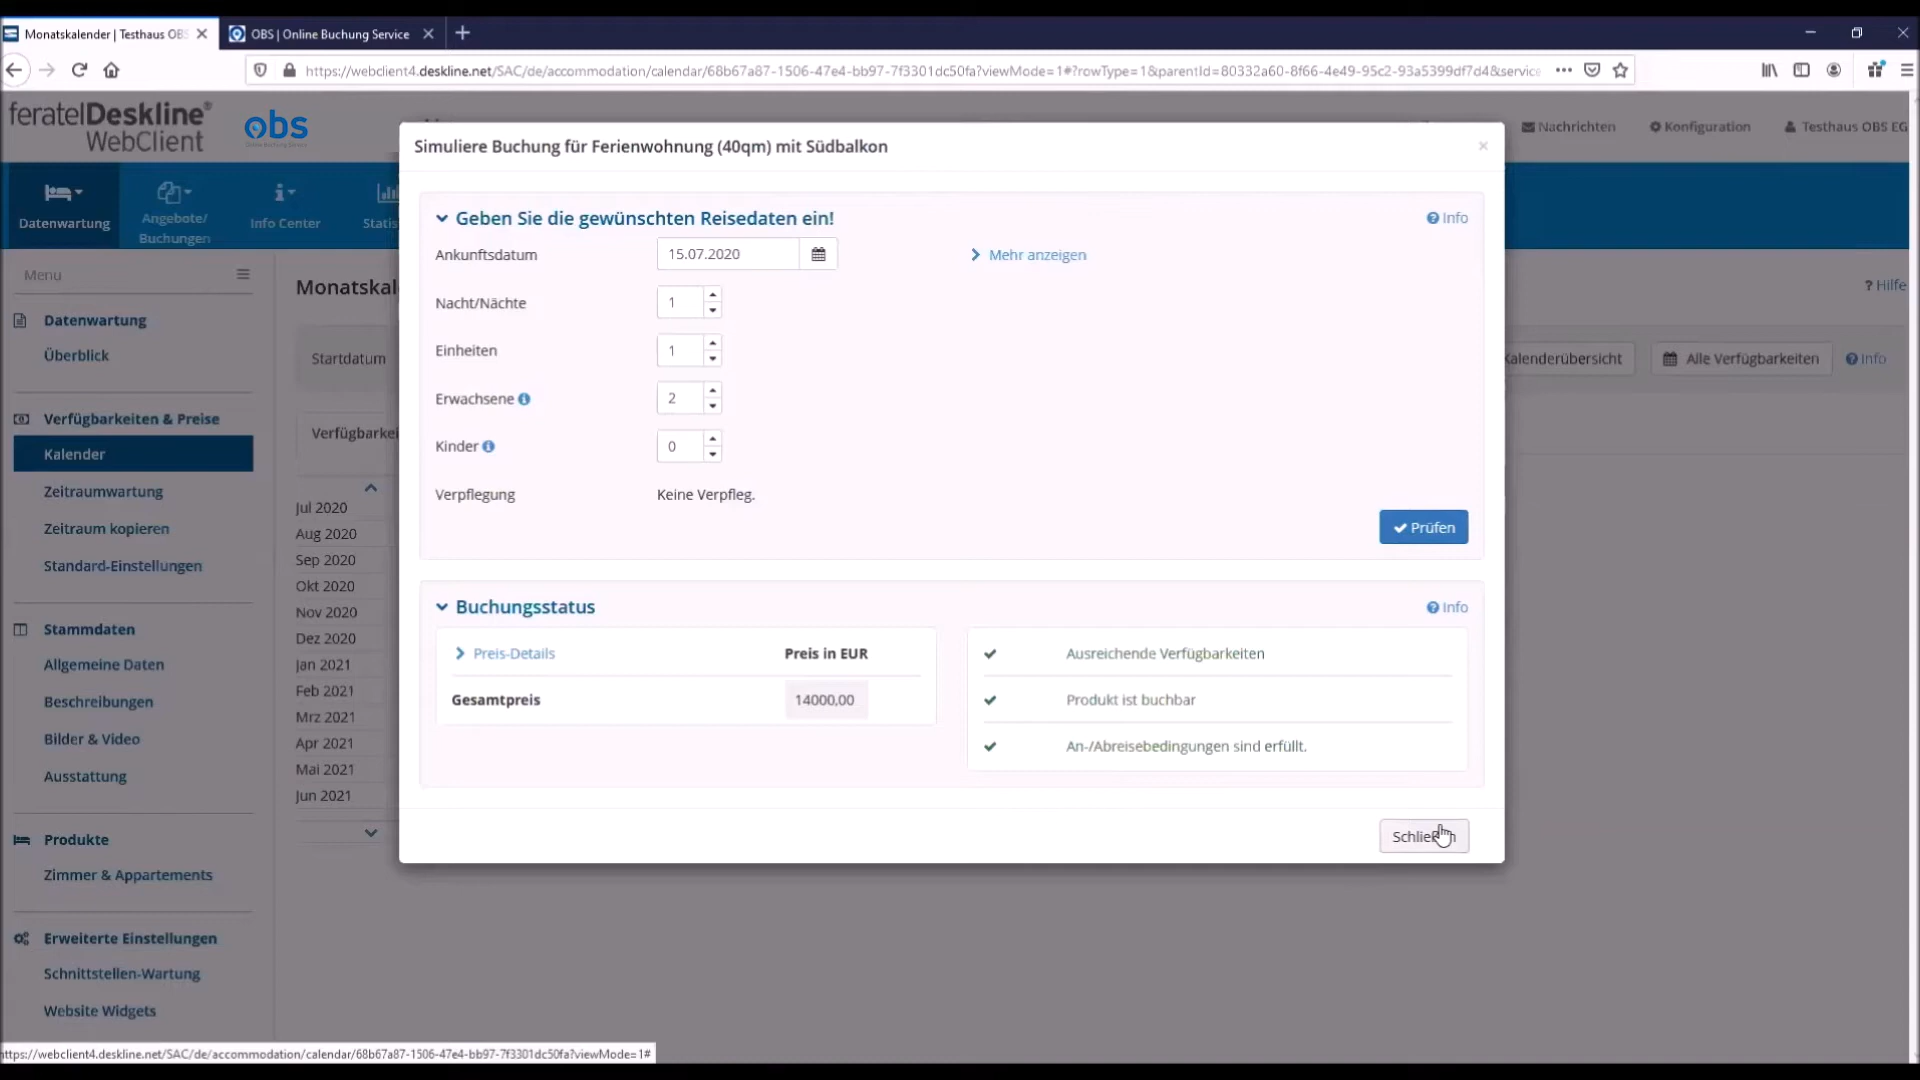 Monatskalender | Testhaus OBS
OBS | Online Buchung Service
https://webclient4.deskline.net/SAC/de/accommodation/calendar/68b67a87-1506-47e4-bb97-7f3301dc50fa?viewMode=1#?rowType=1&parentId=80332a60-8f66-4e49-95c2-93a5399df7d4&service
feratelDeskline®
WebClient
obs
Nachrichten
Konfiguration
Testhaus OBS EG
Datenwartung
Angebote/
Buchungen
Info Center
Statis
Menu
Datenwartung
Überblick
Verfügbarkeiten & Preise
Kalender
Zeitraumwartung
Zeitraum kopieren
Standard-Einstellungen
Stammdaten
Allgemeine Daten
Beschreibungen
Bilder & Video
Ausstattung
Produkte
Zimmer & Appartements
Erweiterte Einstellungen
Schnittstellen-Wartung
Website Widgets
Monatskal
? Hilfe
Startdatum
Kalenderübersicht
Alle Verfügbarkeiten
Info
Verfügbarkei
Jul 2020
Aug 2020
Sep 2020
Okt 2020
Nov 2020
Dez 2020
Jan 2021
Feb 2021
Mrz 2021
Apr 2021
Mai 2021
Jun 2021
Simuliere Buchung für Ferienwohnung (40qm) mit Südbalkon
×
Geben Sie die gewünschten Reisedaten ein!
Info
Ankunftsdatum 15.07.2020
Mehr anzeigen
Nacht/Nächte 1
Einheiten 1
Erwachsene 2
Kinder 0
Verpflegung Keine Verpfleg.
Prüfen
Buchungsstatus
Info
Preis-Details Preis in EUR
Gesamtpreis 14000,00
Ausreichende Verfügbarkeiten
Produkt ist buchbar
An-/Abreisebedingungen sind erfüllt.
Schließen
https://webclient4.deskline.net/SAC/de/accommodation/calendar/68b67a87-1506-47e4-bb97-7f3301dc50fa?viewMode=1#